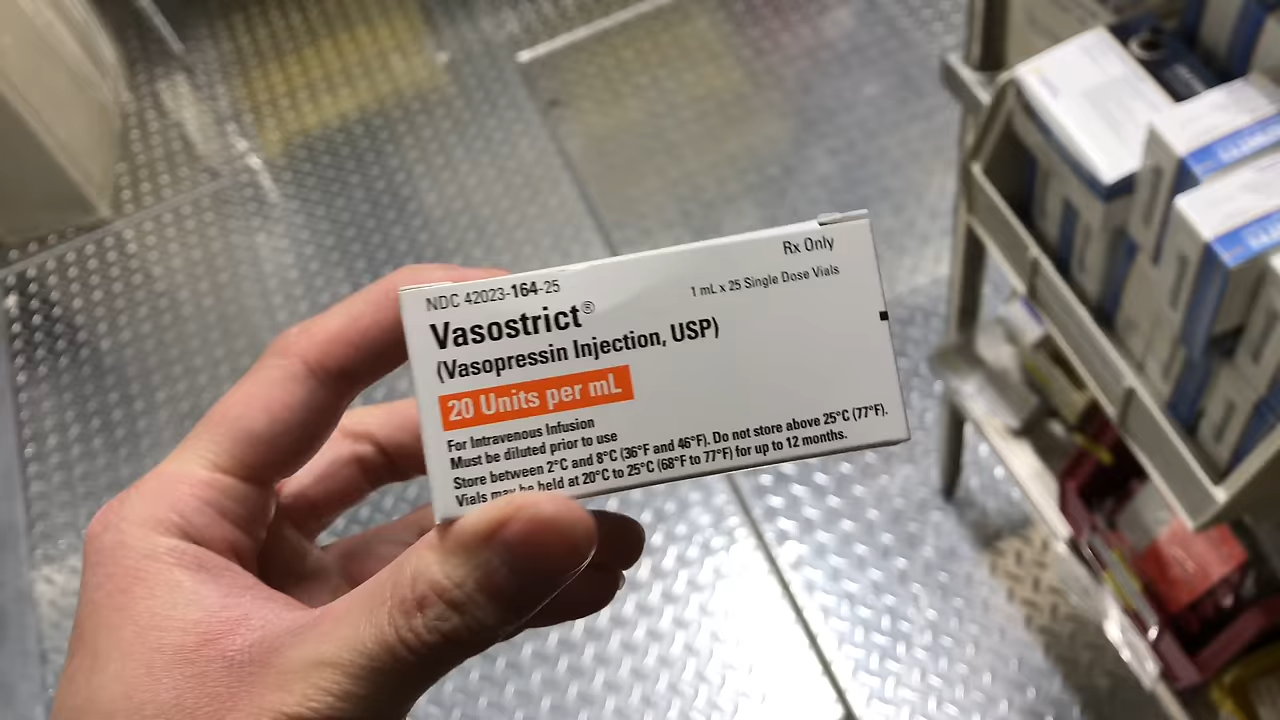 Rx Only
NDC 42023-164-25
1 mL x 25 Single Dose Vials
Vasostrict®
(Vasopressin Injection, USP)
20 Units per mL
For Intravenous Infusion
Must be diluted prior to use
Store between 2°C and 8°C (36°F and 46°F). Do not store above 25°C (77°F).
Vials may be held at 20°C to 25°C (68°F to 77°F) for up to 12 months.